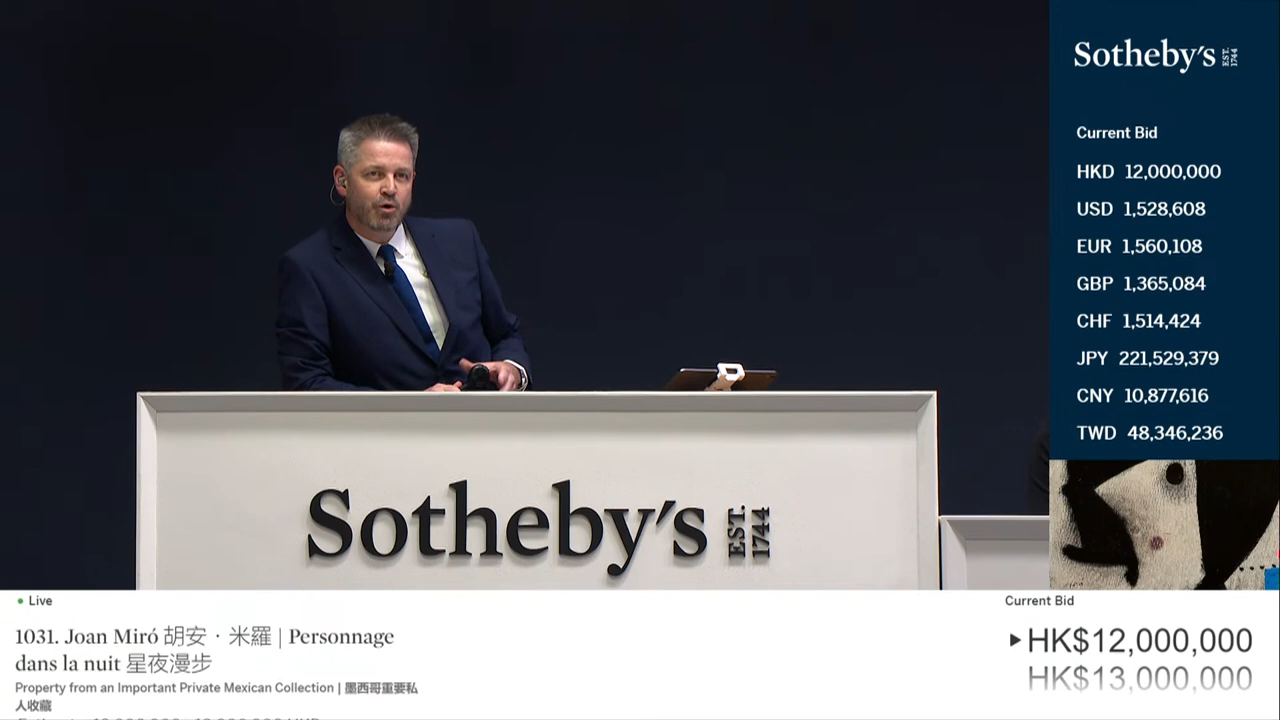 Sotheby's EST. 1744
Current Bid
HKD 12,000,000
USD 1,528,608
EUR 1,560,108
GBP 1,365,084
CHF 1,514,424
JPY 221,529,379
CNY 10,877,616
TWD 48,346,236
Sotheby's EST. 1744
Live
1031. Joan Miró 胡安・米羅 | Personnage
dans la nuit 星夜漫步
Property from an Important Private Mexican Collection | 墨西哥重要私
人收藏
Current Bid
HK$12,000,000
HK$13,000,000